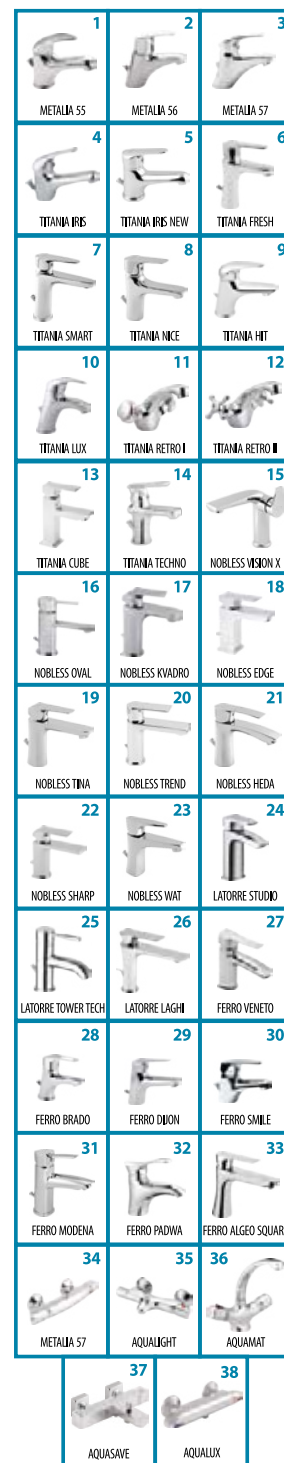 1 2 3
METALIA 55 METALIA 56 METALIA 57
4 5 6
TITANIA IRIS TITANIA IRIS NEW TITANIA FRESH
7 8 9
TITANIA SMART TITANIA NICE TITANIA HIT
10 11 12
TITANIA LUX TITANIA RETRO I TITANIA RETRO II
13 14 15
TITANIA CUBE TITANIA TECHNO NOBLESS VISION X
16 17 18
NOBLESS OVAL NOBLESS KVADRO NOBLESS EDGE
19 20 21
NOBLESS TINA NOBLESS TREND NOBLESS HEDA
22 23 24
NOBLESS SHARP NOBLESS WAT LATORRE STUDIO
25 26 27
LATORRE TOWER TECH LATORRE LAGHI FERRO VENETO
28 29 30
FERRO BRADO FERRO DIJON FERRO SMILE
31 32 33
FERRO MODENA FERRO PADWA FERRO ALGEO SQUAR
34 35 36
METALIA 57 AQUALIGHT AQUAMAT
37 38
AQUASAVE AQUALUX